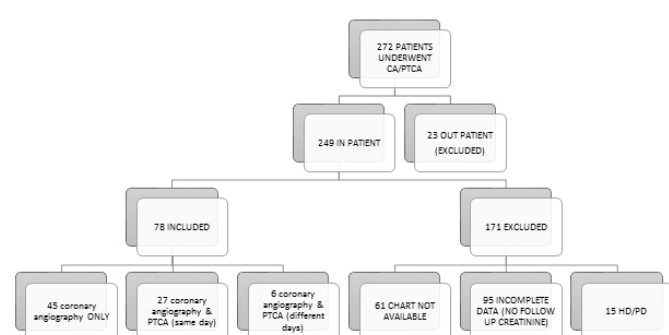 272 PATIENTS
UNDERWENT
CA/PTCA
249 IN PATIENT
23 OUT PATIENT
(EXCLUDED)
78 INCLUDED
171 EXCLUDED
45 coronary
angiography ONLY
27 coronary
angiography &
PTCA (same day)
6 coronary
angiography &
PTCA (different
days)
61 CHART NOT
AVAILABLE
95 INCOMPLETE
DATA (NO FOLLOW
UP CREATININE)
15 HD/PD